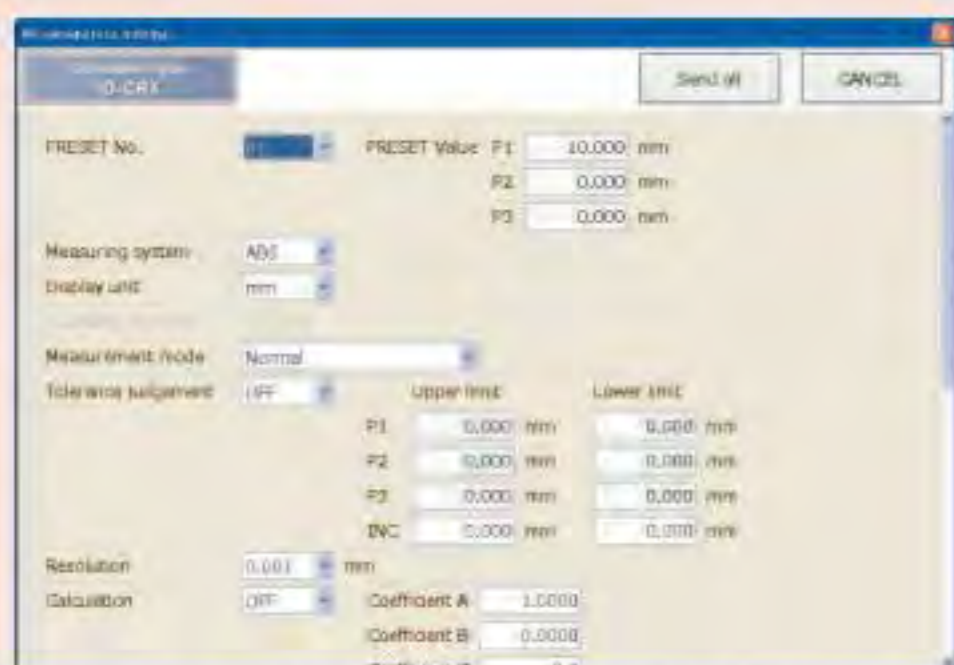 Send all CANCEL
PRESET No. PRESET Value P1 10.000 mm
P2 0.000 mm
P3 0.000 mm
Measuring system ABS
Display unit mm
Measurement mode Normal
Tolerance judgement OFF Upper limit Lower limit
P1 0.000 mm 0.000 mm
P2 0.000 mm 0.000 mm
P3 0.000 mm 0.000 mm
INC 0.000 mm 0.000 mm
Resolution 0.001 mm
Calculation OFF Coefficient A 1.0000
Coefficient B 0.0000